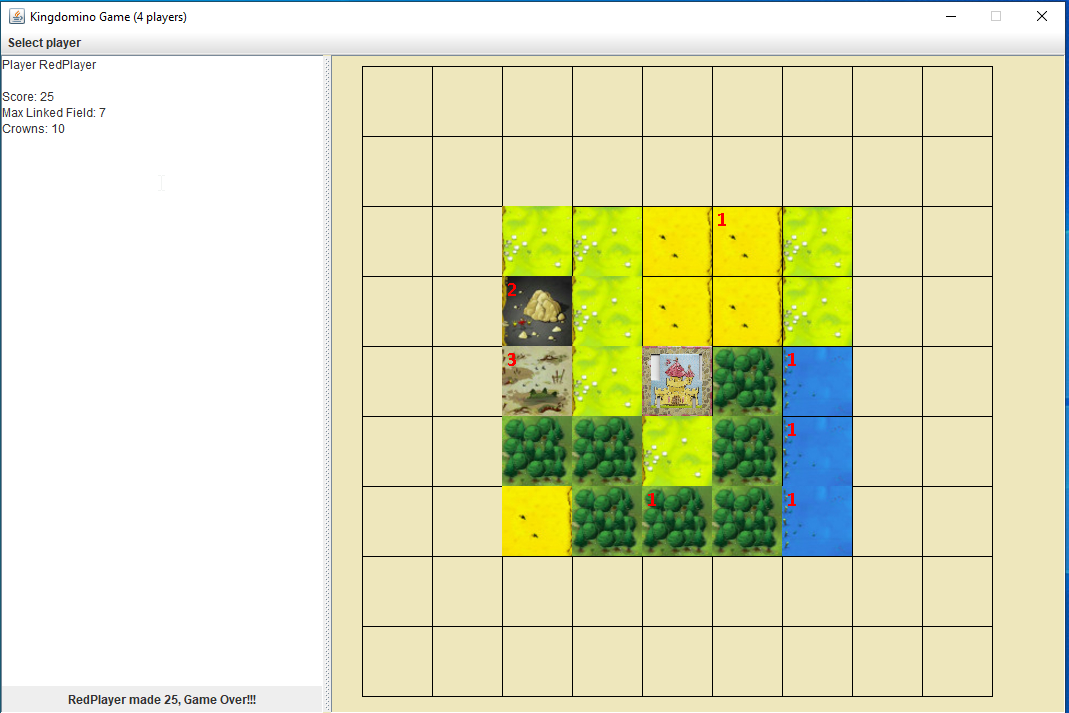 Kingdomino Game (4 players)
Select player
Player RedPlayer
Score: 25
Max Linked Field: 7
Crowns: 10
1
2
3
1
1
1
1
RedPlayer made 25, Game Over!!!